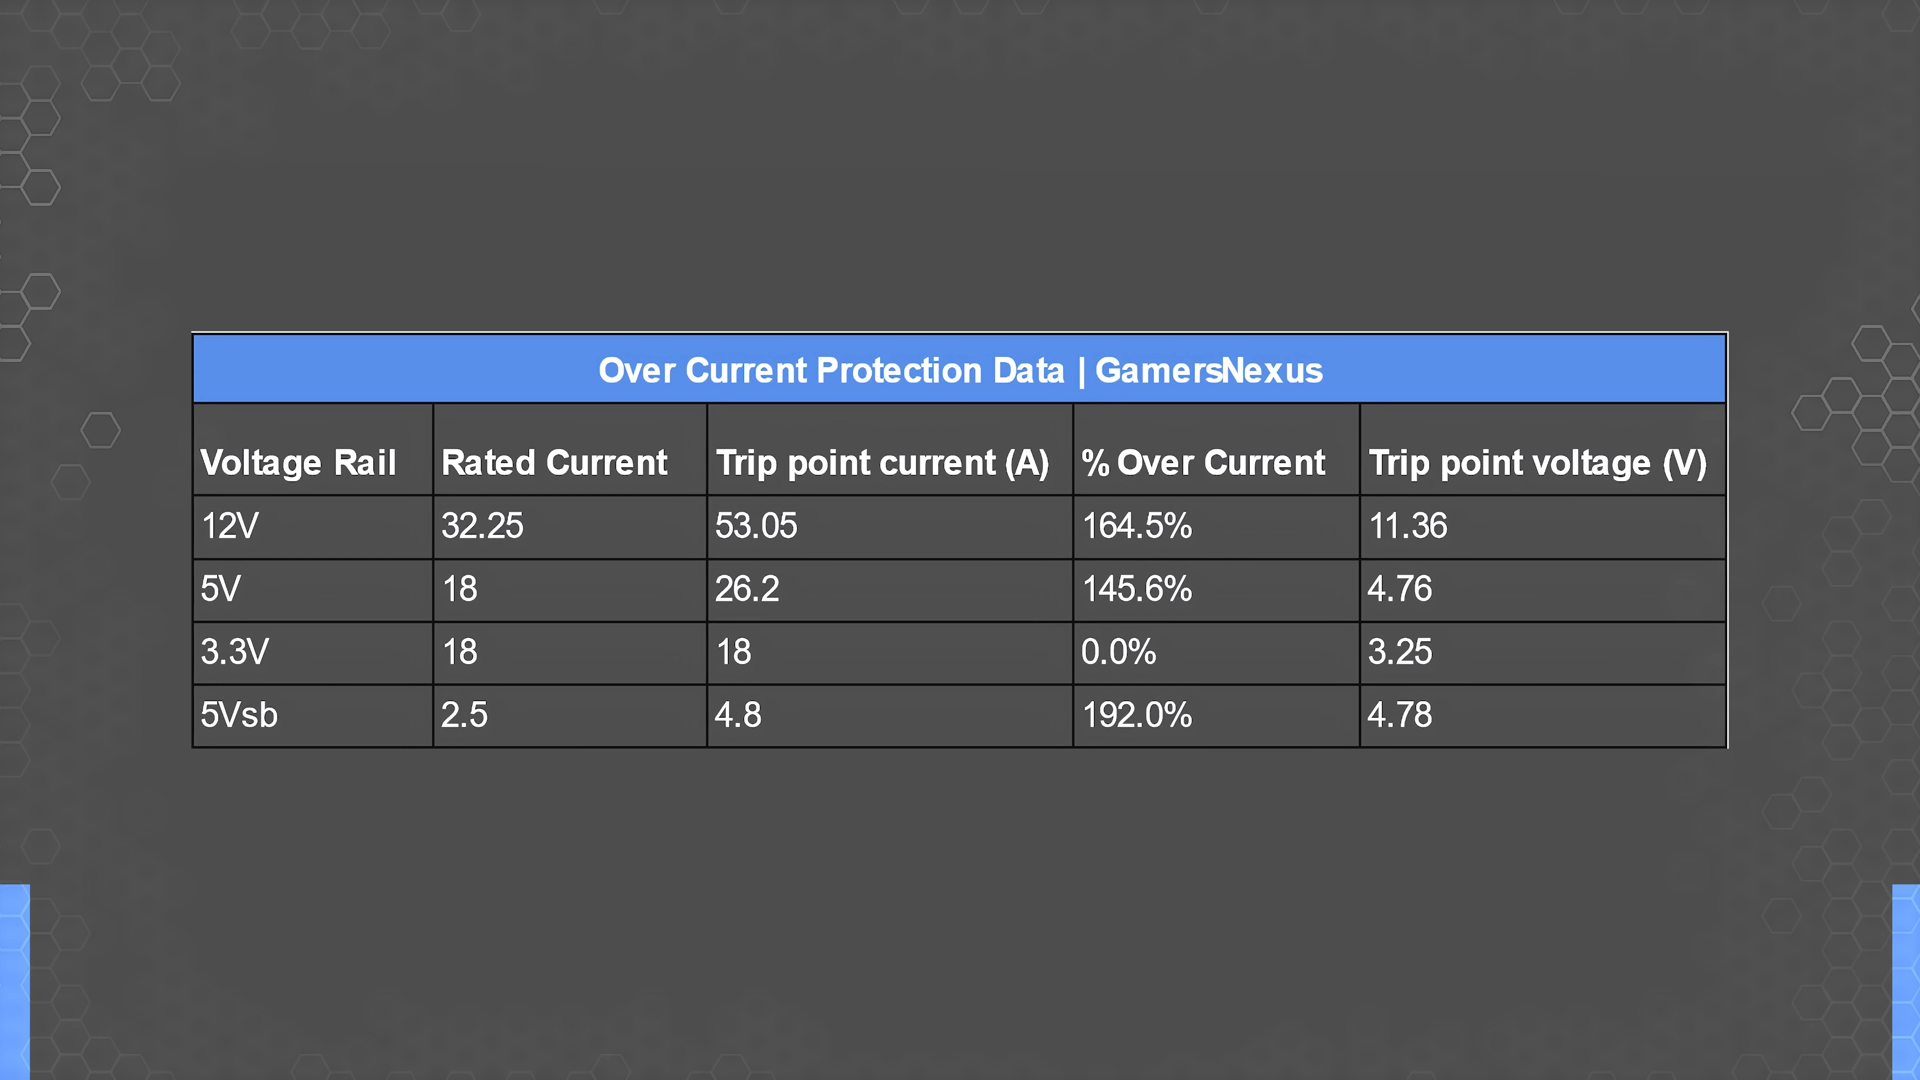 Over Current Protection Data | GamersNexus
Voltage Rail Rated Current Trip point current (A) % Over Current Trip point voltage (V)
12V 32.25 53.05 164.5% 11.36
5V 18 26.2 145.6% 4.76
3.3V 18 18 0.0% 3.25
5Vsb 2.5 4.8 192.0% 4.78